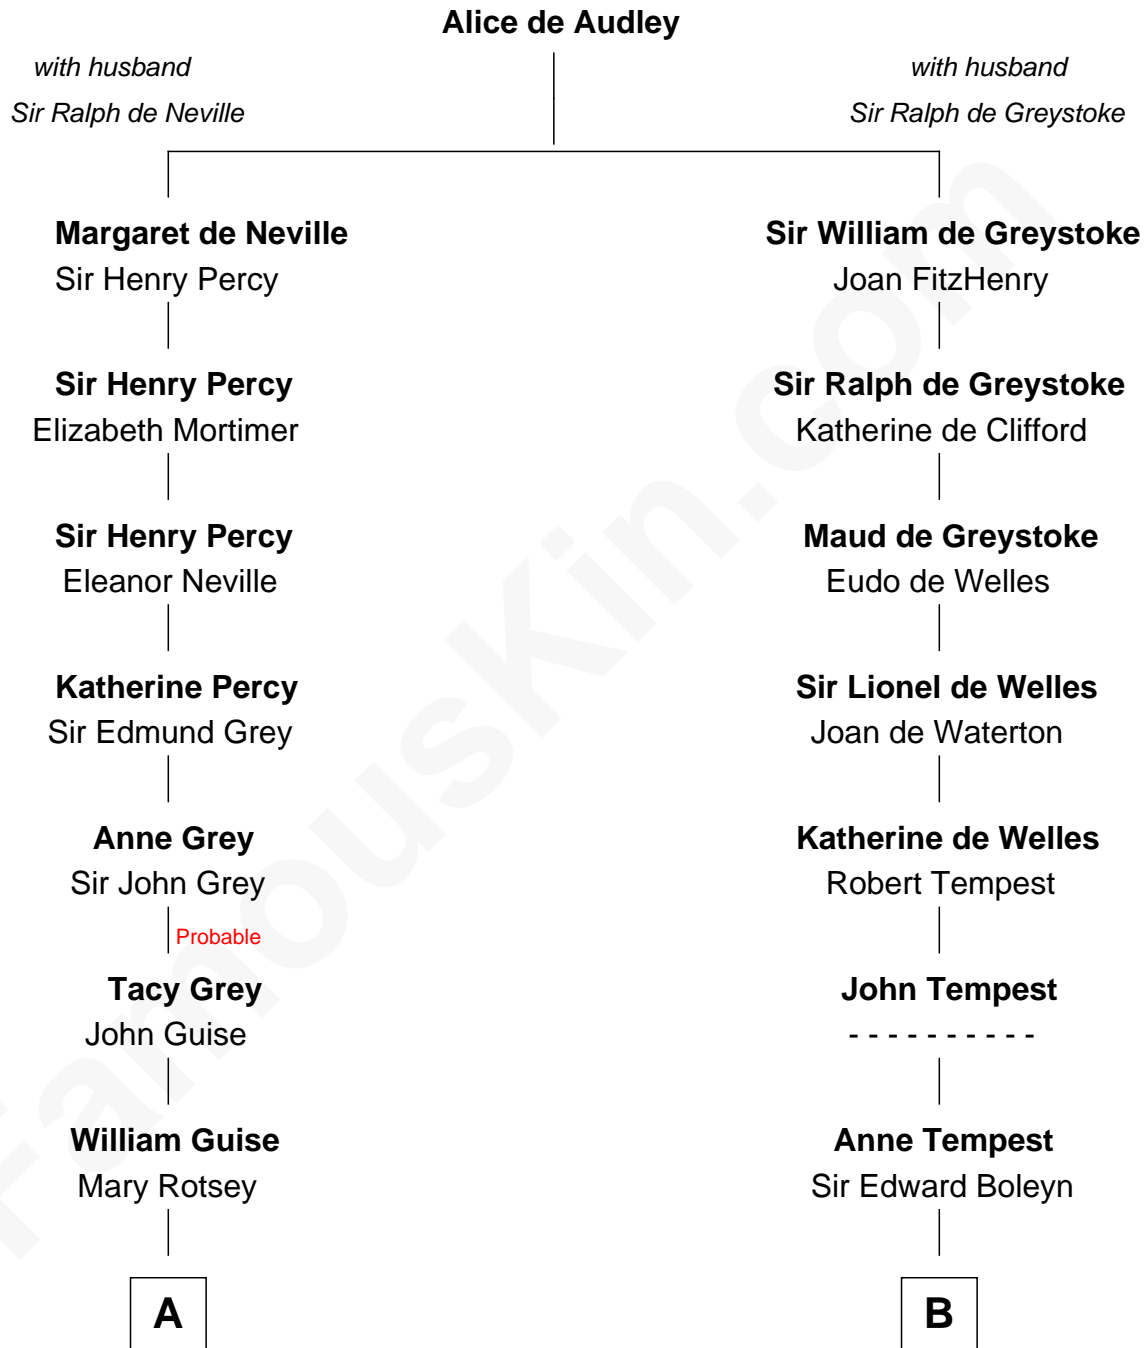 Alice de Audley
with husband
Sir Ralph de Neville
with husband
Sir Ralph de Greystoke
Margaret de Neville
Sir Henry Percy
Sir Henry Percy
Elizabeth Mortimer
Sir Henry Percy
Eleanor Neville
Katherine Percy
Sir Edmund Grey
Anne Grey
Sir John Grey
Probable
Tacy Grey
John Guise
William Guise
Mary Rotsey
A
Sir William de Greystoke
Joan FitzHenry
Sir Ralph de Greystoke
Katherine de Clifford
Maud de Greystoke
Eudo de Welles
Sir Lionel de Welles
Joan de Waterton
Katherine de Welles
Robert Tempest
John Tempest
- - - - - - - - - -
Anne Tempest
Sir Edward Boleyn
B
FamousKin.com